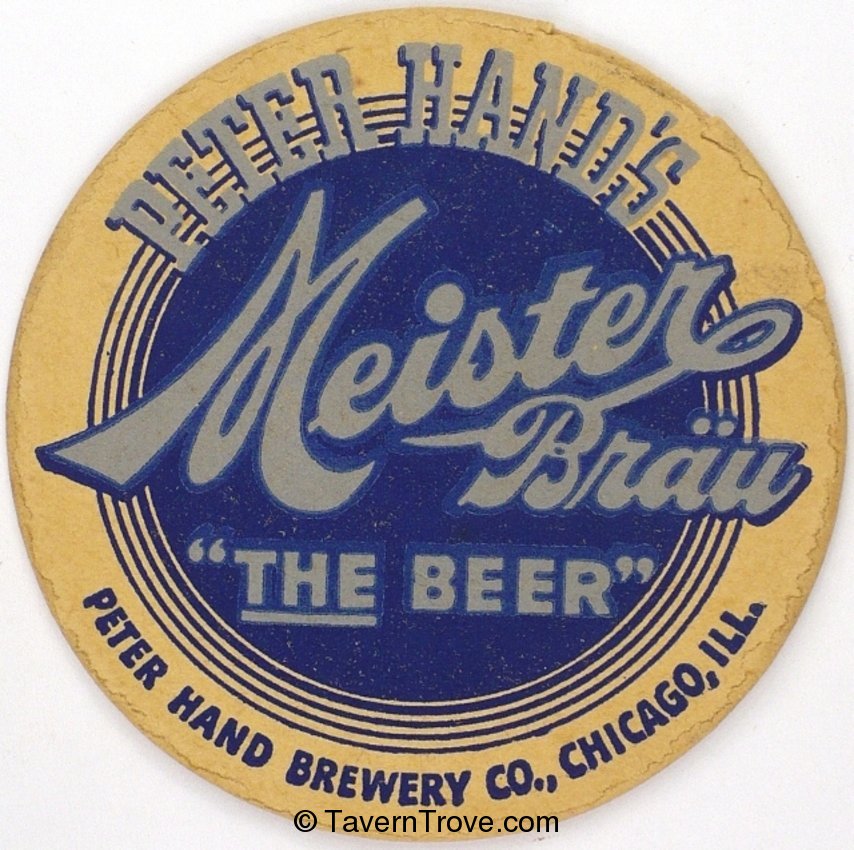 PETER HAND'S
Meister
Bräu
"THE BEER"
PETER HAND BREWERY CO., CHICAGO, ILL.
© TavernTrove.com